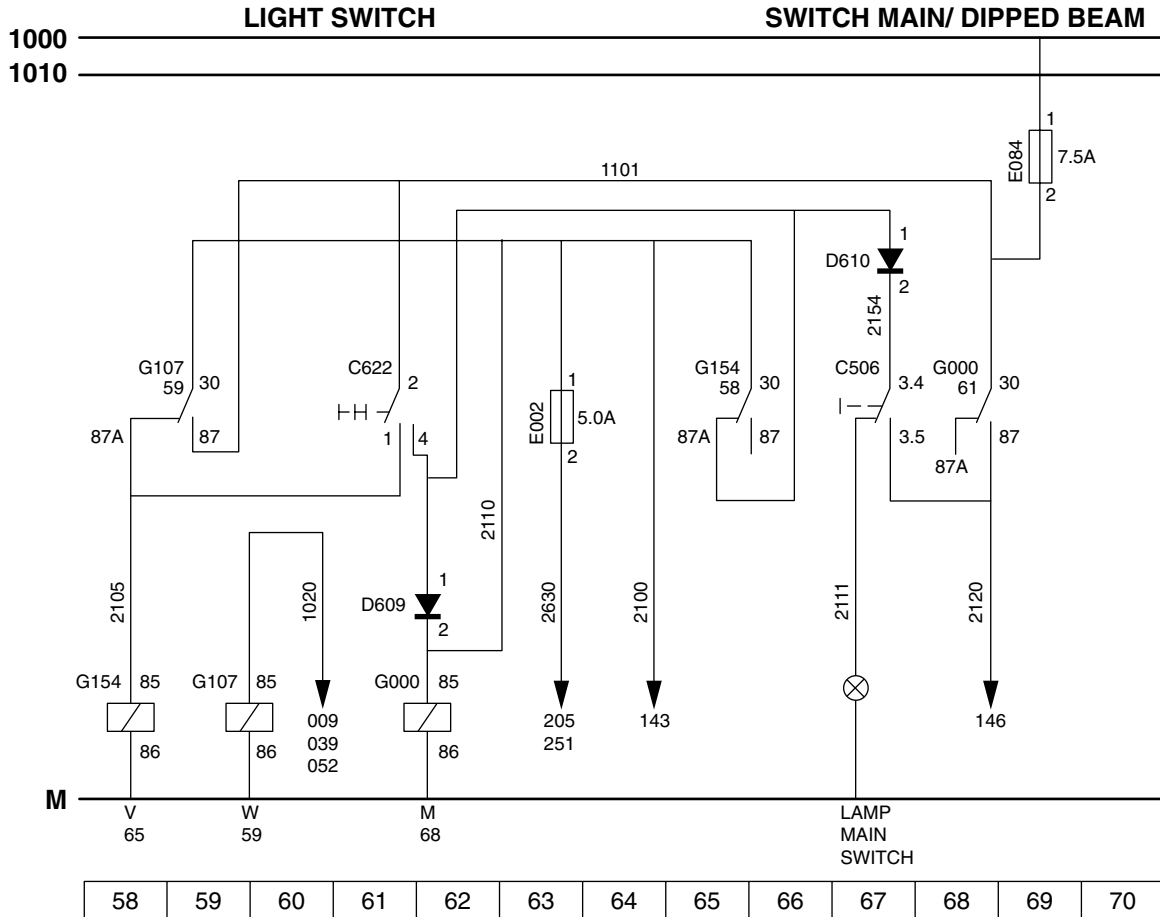 LIGHT SWITCH
SWITCH MAIN/ DIPPED BEAM
1000
1010
1
E084
7.5A
2
1101
1
D610
2
2154
G107
59
30
87A
87
C622
2
1
4
1
E002
5.0A
2
G154
58
30
87A
87
C506
3.4
3.5
G000
61
30
87
87A
2105
1020
1
D609
2
2110
2630
2100
2111
2120
G154
85
86
G107
85
86
009
039
052
G000
85
86
205
251
143
146
M
V
65
W
59
M
68
LAMP
MAIN
SWITCH
58 59 60 61 62 63 64 65 66 67 68 69 70